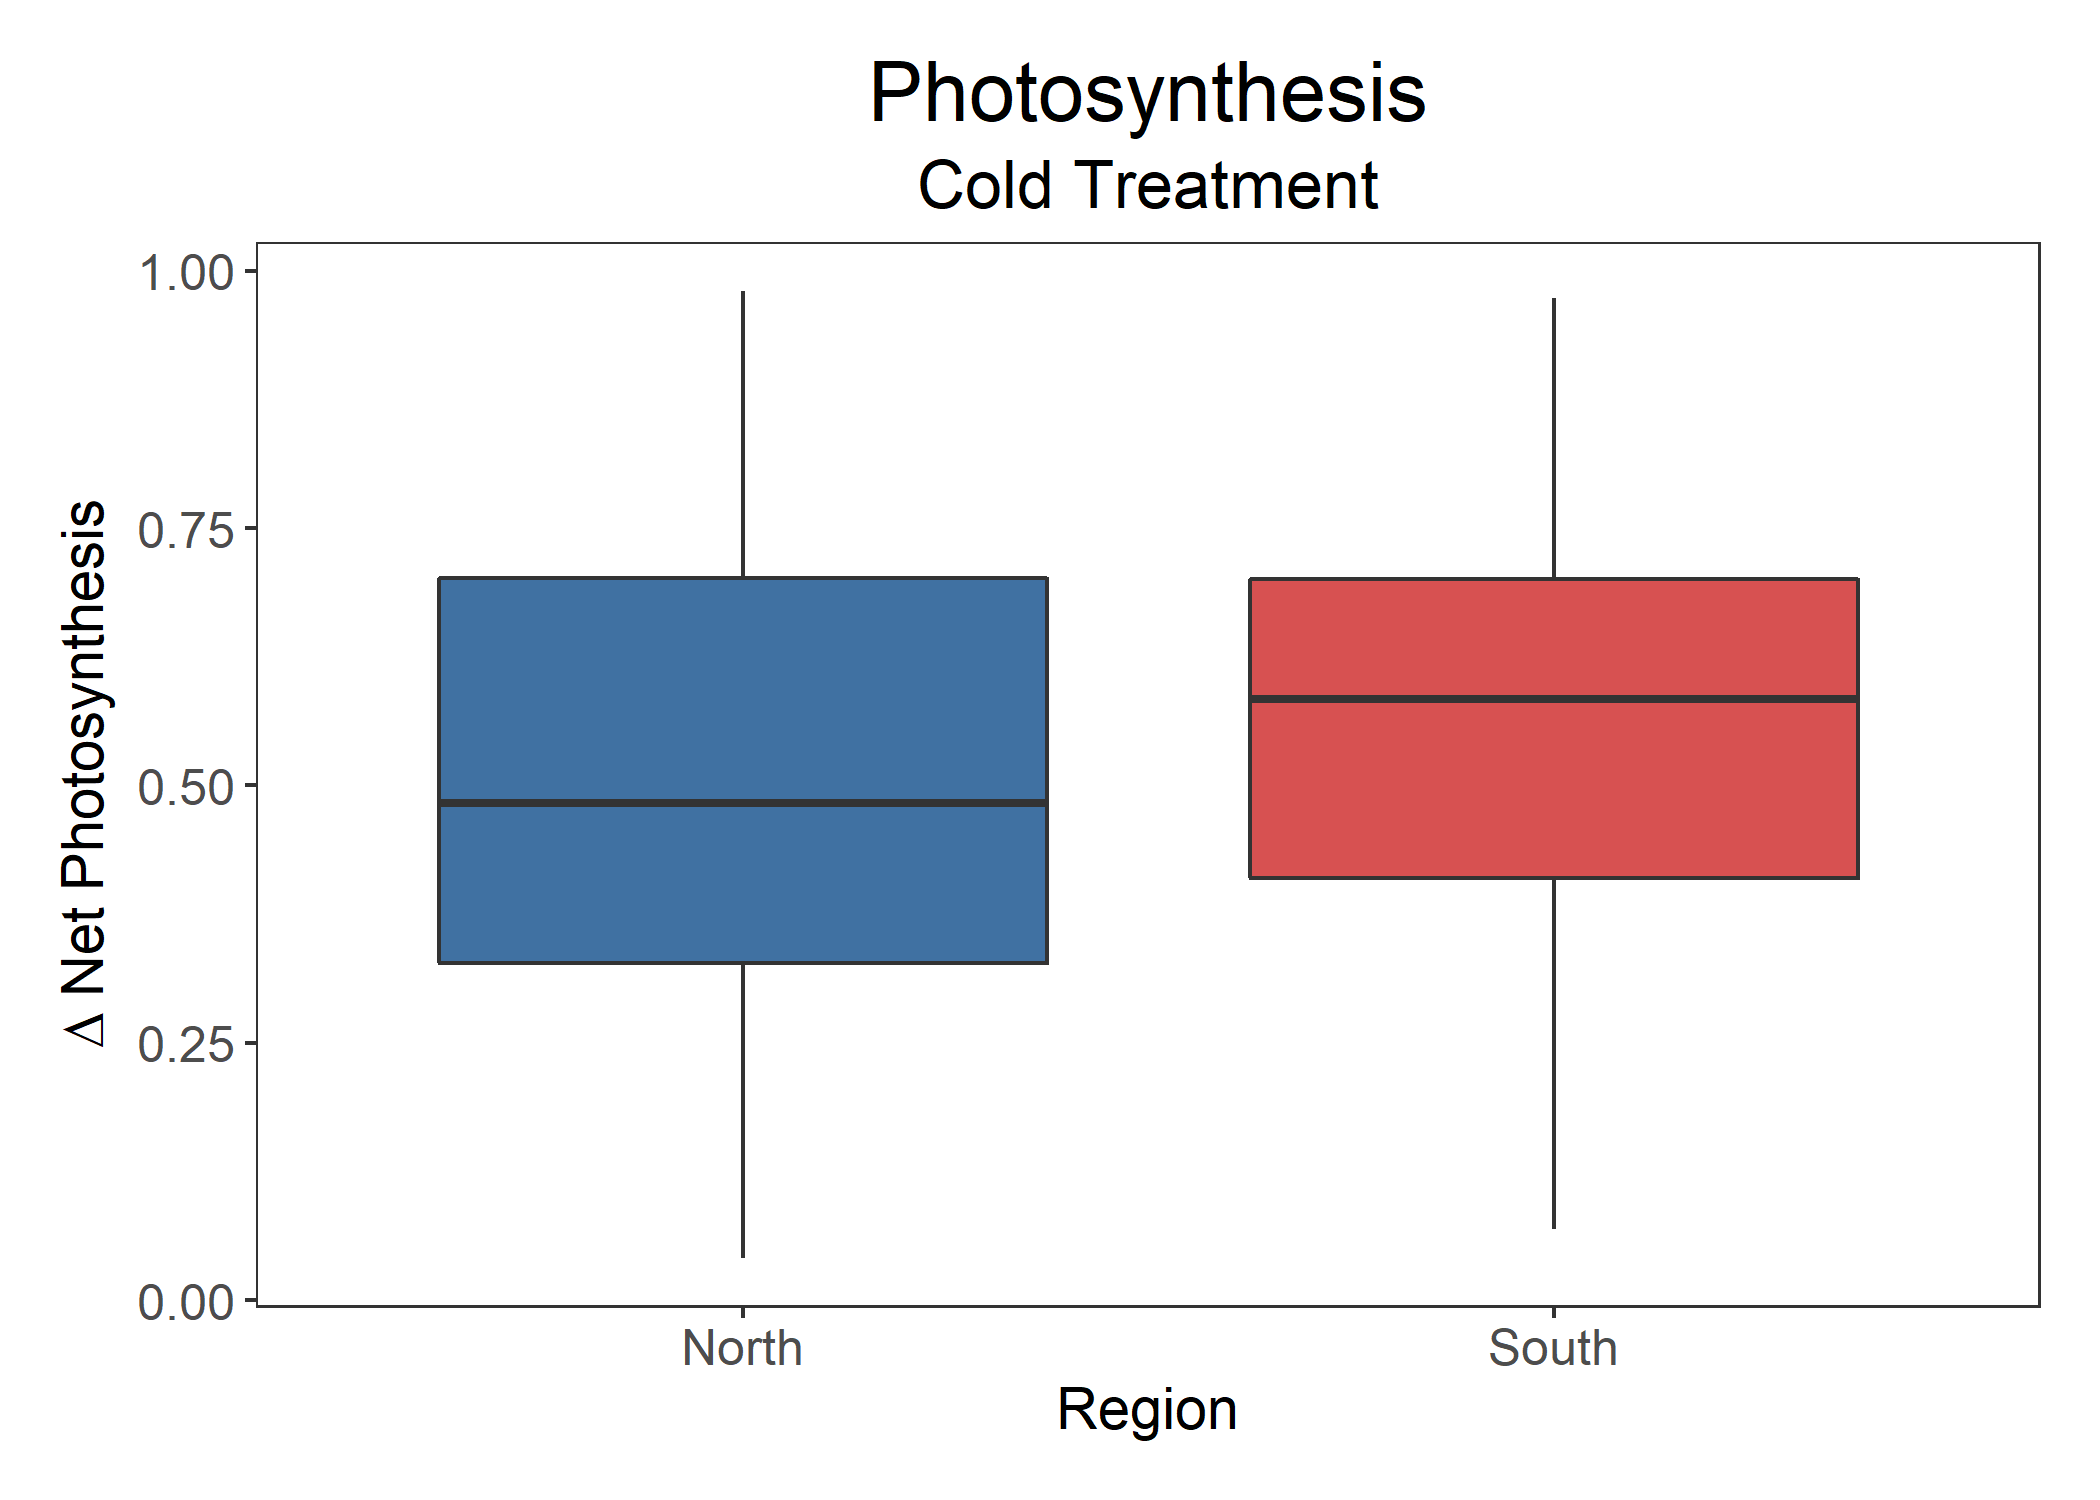 Photosynthesis
Cold Treatment
Δ Net Photosynthesis
1.00
0.75
0.50
0.25
0.00
North South
Region